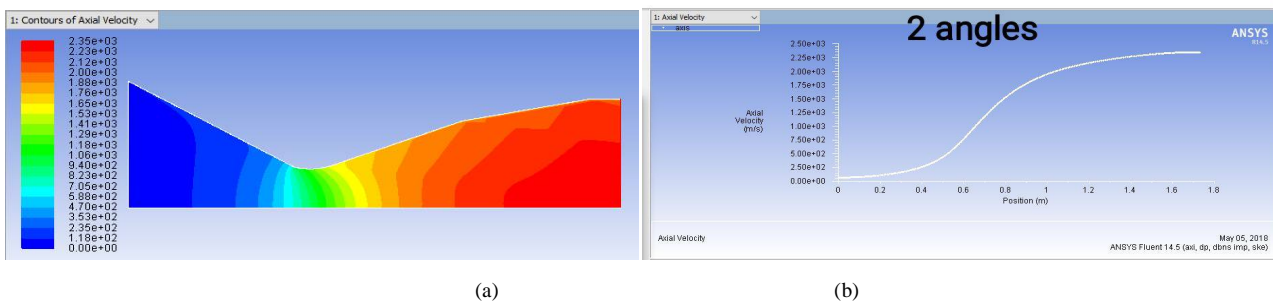 1: Contours of Axial Velocity
2.35e+03
2.23e+03
2.12e+03
2.00e+03
1.88e+03
1.76e+03
1.65e+03
1.53e+03
1.41e+03
1.29e+03
1.18e+03
1.06e+03
9.40e+02
8.23e+02
7.05e+02
5.88e+02
4.70e+02
3.53e+02
2.35e+02
1.18e+02
0.00e+00
(a)
1: Axial Velocity
axis
2 angles
ANSYS
R14.5
2.50e+03
2.25e+03
2.00e+03
1.75e+03
1.50e+03
1.25e+03
1.00e+03
7.50e+02
5.00e+02
2.50e+02
0.00e+00
Axial
Velocity
(m/s)
0 0.2 0.4 0.6 0.8 1 1.2 1.4 1.6 1.8
Position (m)
Axial Velocity
May 05, 2018
ANSYS Fluent 14.5 (axi, dp, dbns imp, ske)
(b)